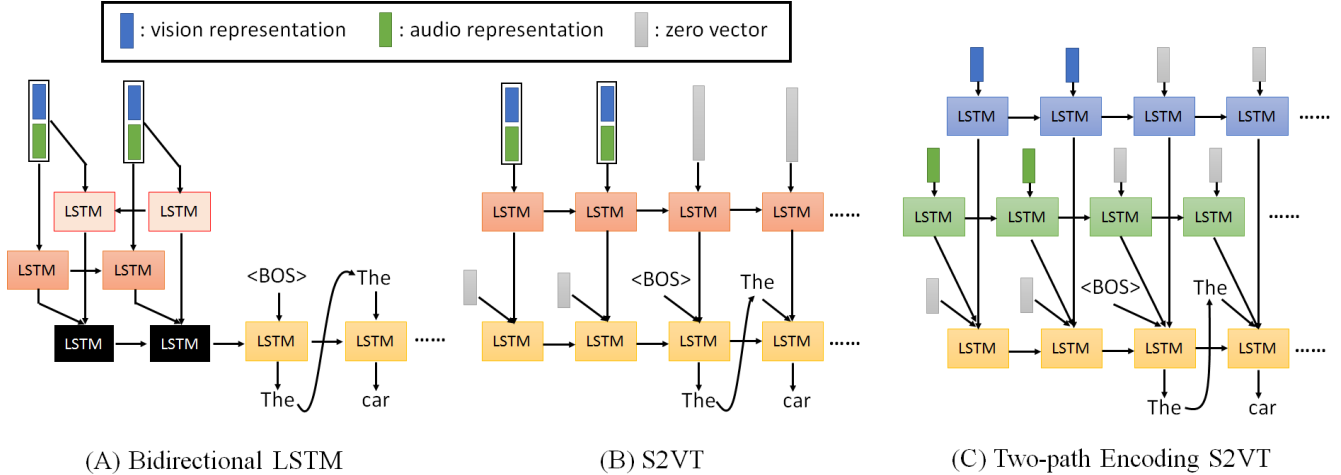 : vision representation : audio representation : zero vector
LSTM LSTM
LSTM LSTM
<BOS> The
LSTM LSTM LSTM LSTM ......
The car
(A) Bidirectional LSTM
LSTM LSTM LSTM LSTM ......
<BOS> The
LSTM LSTM LSTM LSTM ......
The car
(B) S2VT
LSTM LSTM LSTM LSTM ......
LSTM LSTM LSTM LSTM ......
<BOS> The
LSTM LSTM LSTM LSTM ......
The car
(C) Two-path Encoding S2VT